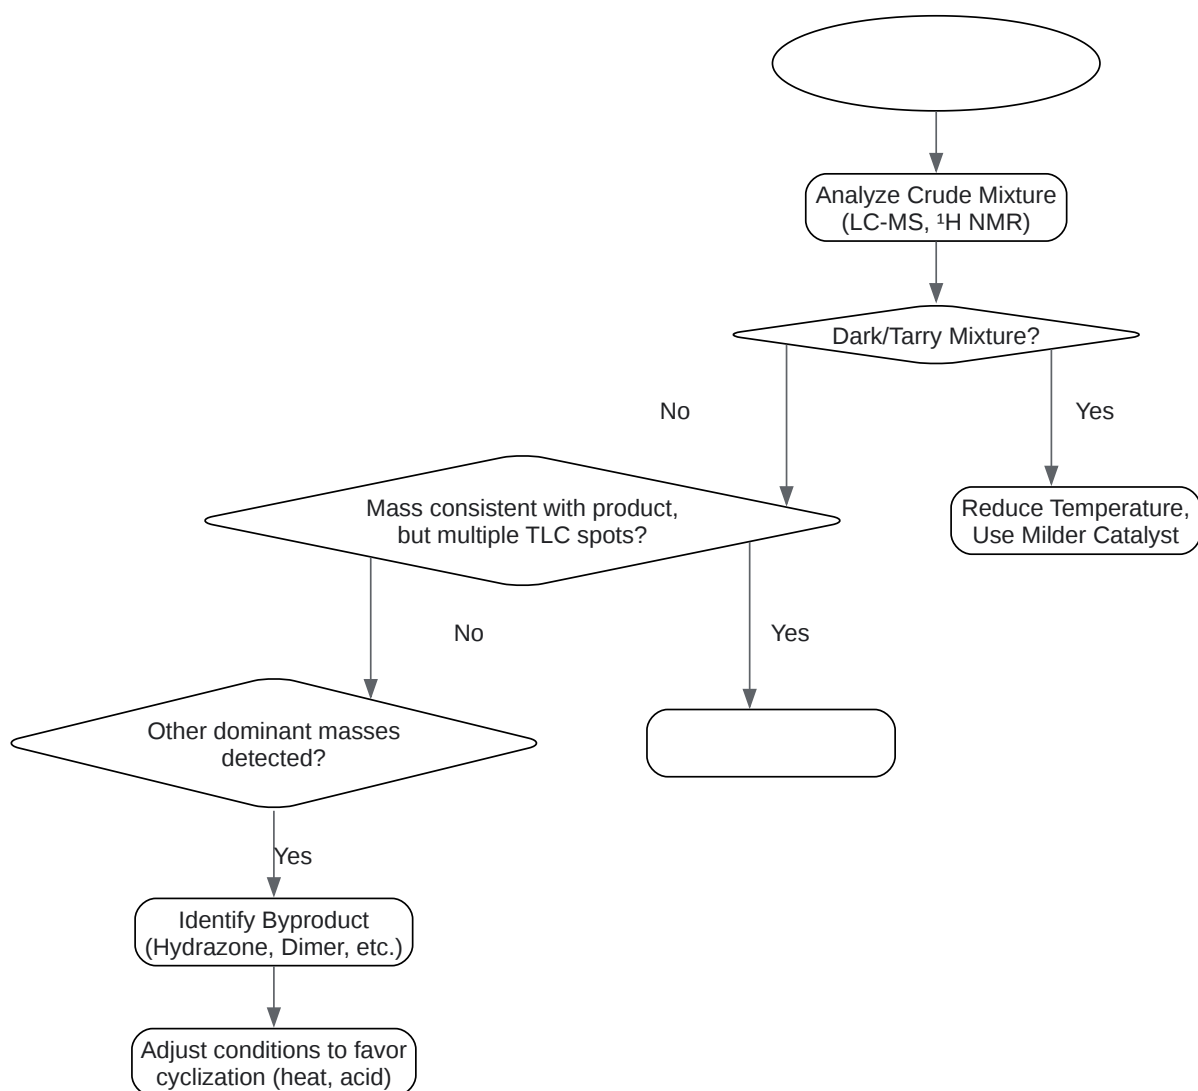 Analyze Crude Mixture
(LC-MS, ¹H NMR)
Dark/Tarry Mixture?
No
Yes
Mass consistent with product,
but multiple TLC spots?
Reduce Temperature,
Use Milder Catalyst
No
Yes
Other dominant masses
detected?
Yes
Identify Byproduct
(Hydrazone, Dimer, etc.)
Adjust conditions to favor
cyclization (heat, acid)